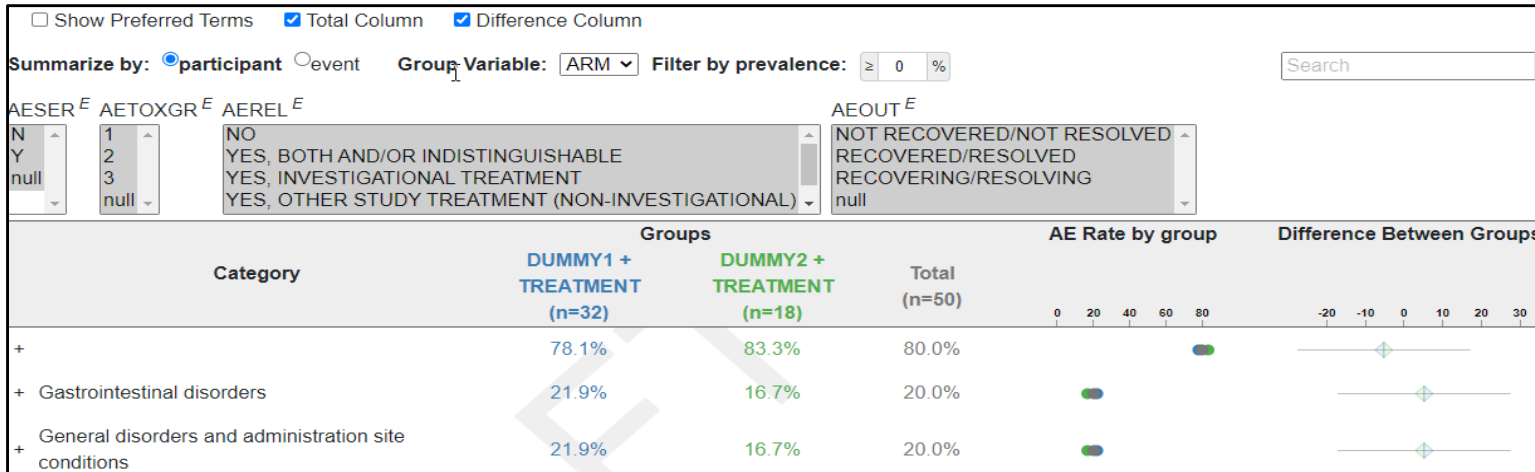 Show Preferred Terms Total Column Difference Column
Summarize by: participant event Group Variable: ARM Filter by prevalence: ≥ 0 % Search
AESER E AETOXGR E AEREL E AEOUT E
N 1 NO NOT RECOVERED/NOT RESOLVED
Y 2 YES, BOTH AND/OR INDISTINGUISHABLE RECOVERED/RESOLVED
null 3 YES, INVESTIGATIONAL TREATMENT RECOVERING/RESOLVING
null YES, OTHER STUDY TREATMENT (NON-INVESTIGATIONAL) null
Groups AE Rate by group Difference Between Groups
Category DUMMY1 + DUMMY2 + Total
TREATMENT TREATMENT (n=50)
(n=32) (n=18)
0 20 40 60 80 -20 -10 0 10 20 30
+ 78.1% 83.3% 80.0%
+ Gastrointestinal disorders 21.9% 16.7% 20.0%
+ General disorders and administration site 21.9% 16.7% 20.0%
conditions